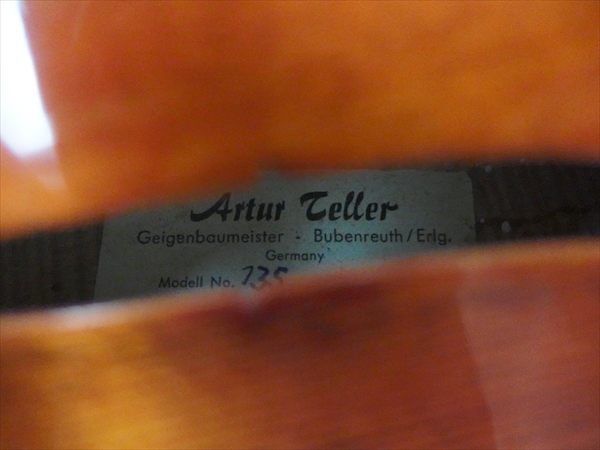 Artur Teller
Geigenbaumeister - Bubenreuth/Erlg.
Germany
Modell No. 135